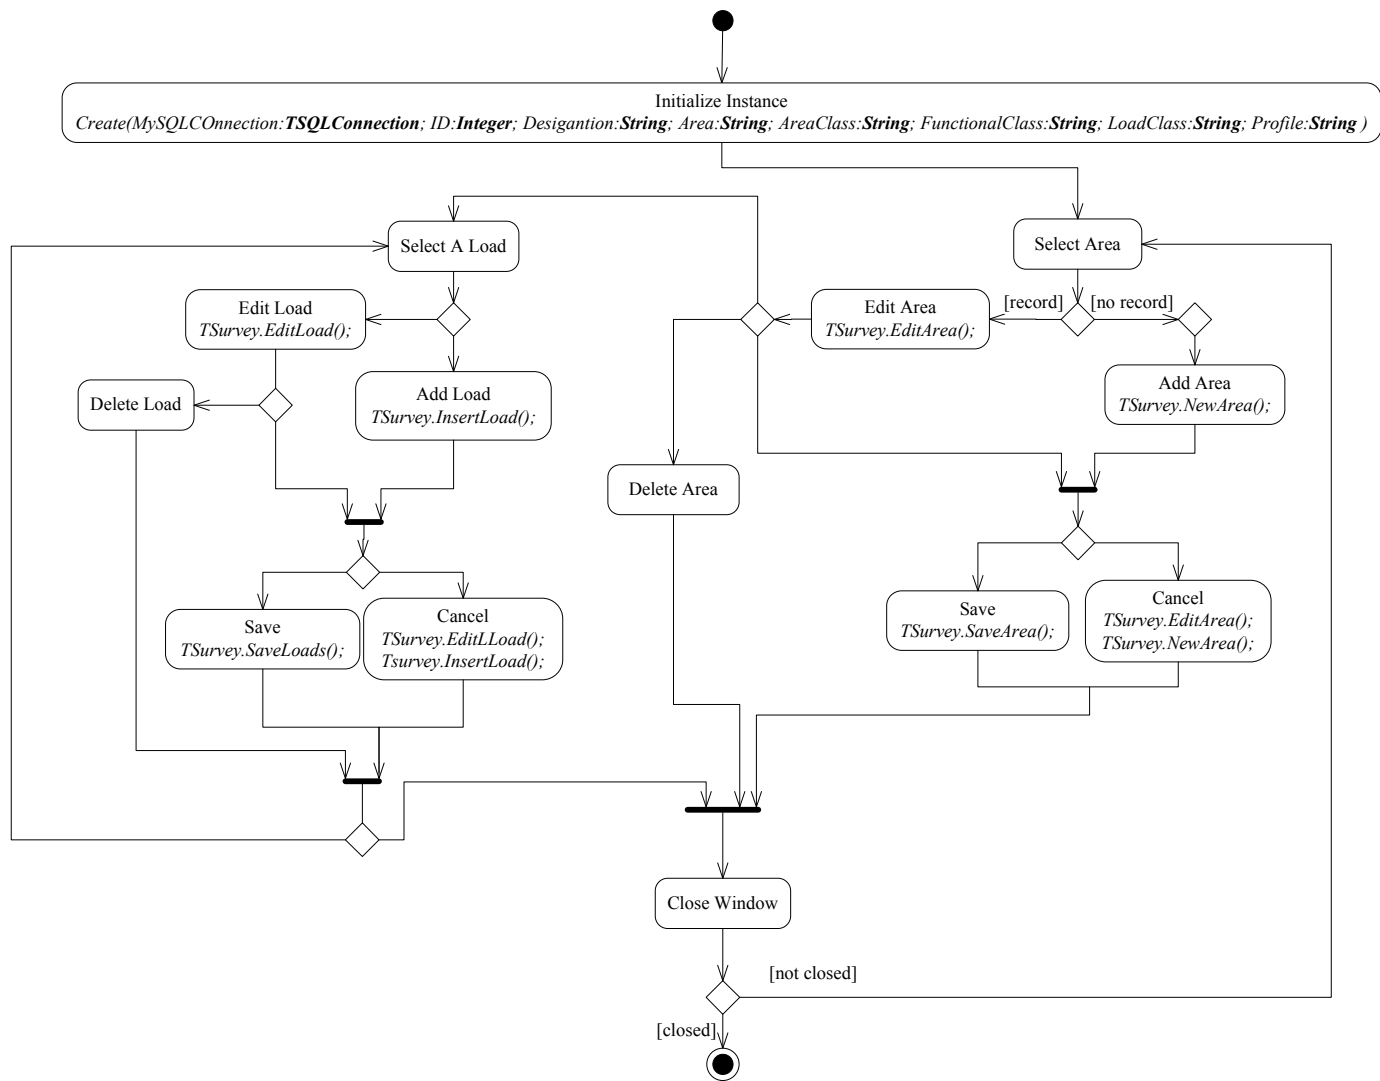 Initialize Instance
Create(MySQLCOnnection:TSQLConnection; ID:Integer; Desigantion:String; Area:String; AreaClass:String; FunctionalClass:String; LoadClass:String; Profile:String )
Select A Load
Select Area
Edit Load
TSurvey.EditLoad();
Edit Area
TSurvey.EditArea();
[record]
[no record]
Delete Load
Add Load
TSurvey.InsertLoad();
Add Area
TSurvey.NewArea();
Delete Area
Save
TSurvey.SaveLoads();
Cancel
TSurvey.EditLLoad();
Tsurvey.InsertLoad();
Save
TSurvey.SaveArea();
Cancel
TSurvey.EditArea();
TSurvey.NewArea();
Close Window
[not closed]
[closed]